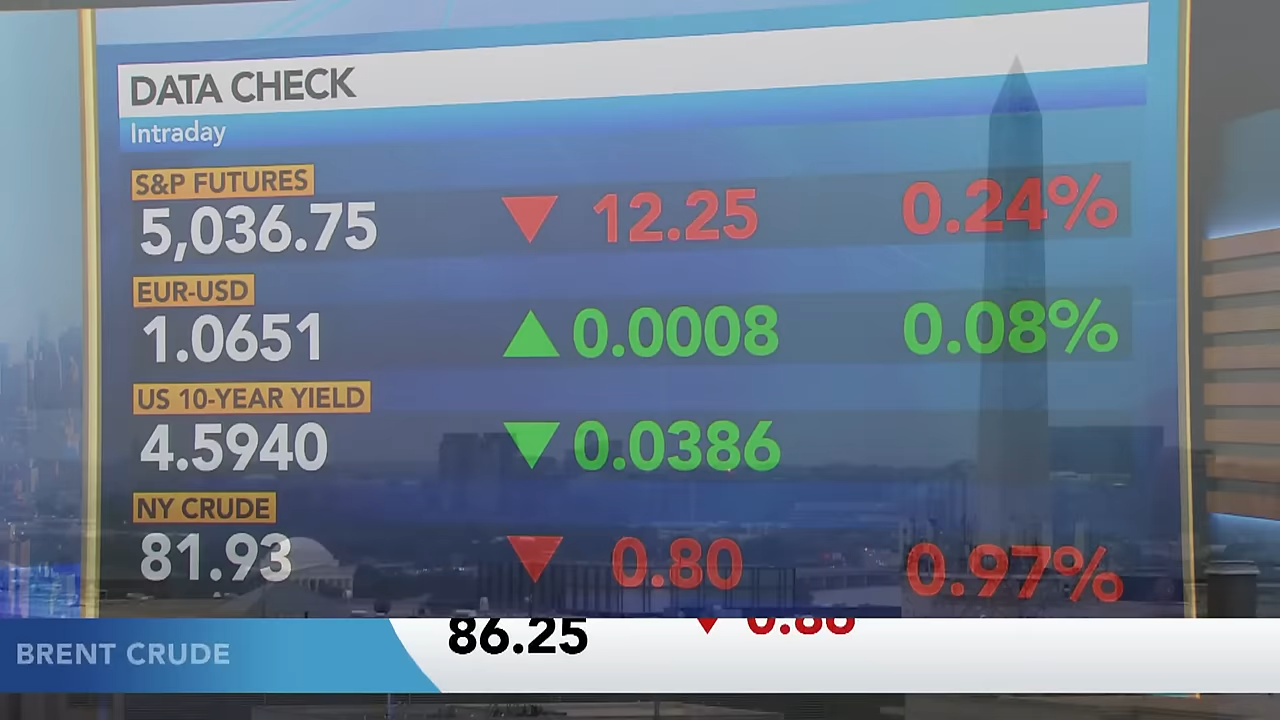 DATA CHECK
Intraday
S&P FUTURES
5,036.75 ▼ 12.25 0.24%
EUR-USD
1.0651 ▲ 0.0008 0.08%
US 10-YEAR YIELD
4.5940 ▼ 0.0386
NY CRUDE
81.93 ▼ 0.80 0.97%
BRENT CRUDE 86.25 ▼